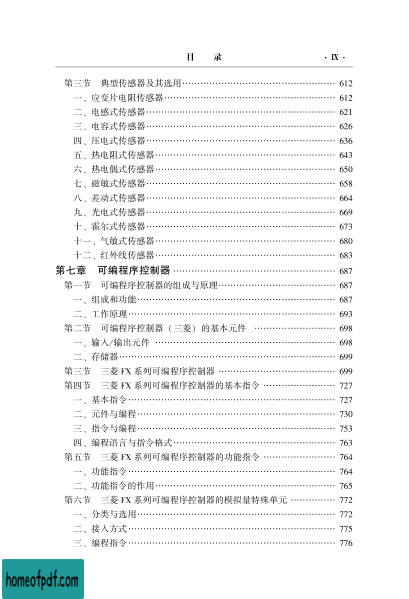 目 录 · Ⅸ ·
第三节 典型传感器及其选用…………………………………………… 612
一、应变片电阻传感器………………………………………………… 612
二、电感式传感器……………………………………………………… 621
三、电容式传感器……………………………………………………… 626
四、压电式传感器……………………………………………………… 636
五、热电阻式传感器…………………………………………………… 643
六、热电偶式传感器…………………………………………………… 650
七、磁敏式传感器……………………………………………………… 658
八、差动式传感器……………………………………………………… 664
九、光电式传感器……………………………………………………… 669
十、霍尔式传感器……………………………………………………… 673
十一、气敏式传感器…………………………………………………… 680
十二、红外线传感器…………………………………………………… 683
第七章 可编程序控制器……………………………………………… 687
第一节 可编程序控制器的组成与原理………………………………… 687
一、组成和功能………………………………………………………… 687
二、工作原理…………………………………………………………… 693
第二节 可编程序控制器（三菱）的基本元件 ………………………… 698
一、输入/输出元件 …………………………………………………… 698
二、存储器……………………………………………………………… 699
第三节 三菱 FX 系列可编程序控制器 ………………………………… 699
第四节 三菱 FX 系列可编程序控制器的基本指令 …………………… 727
一、基本指令…………………………………………………………… 727
二、元件与编程………………………………………………………… 730
三、指令与编程………………………………………………………… 753
四、编程语言与指令格式……………………………………………… 763
第五节 三菱 FX 系列可编程序控制器的功能指令 …………………… 764
一、功能指令…………………………………………………………… 764
二、功能指令的作用…………………………………………………… 765
第六节 三菱 FX 系列可编程序控制器的模拟量特殊单元 …………… 772
一、分类与选用………………………………………………………… 772
二、接入方式…………………………………………………………… 775
三、编程指令…………………………………………………………… 776
homeofpdf.com